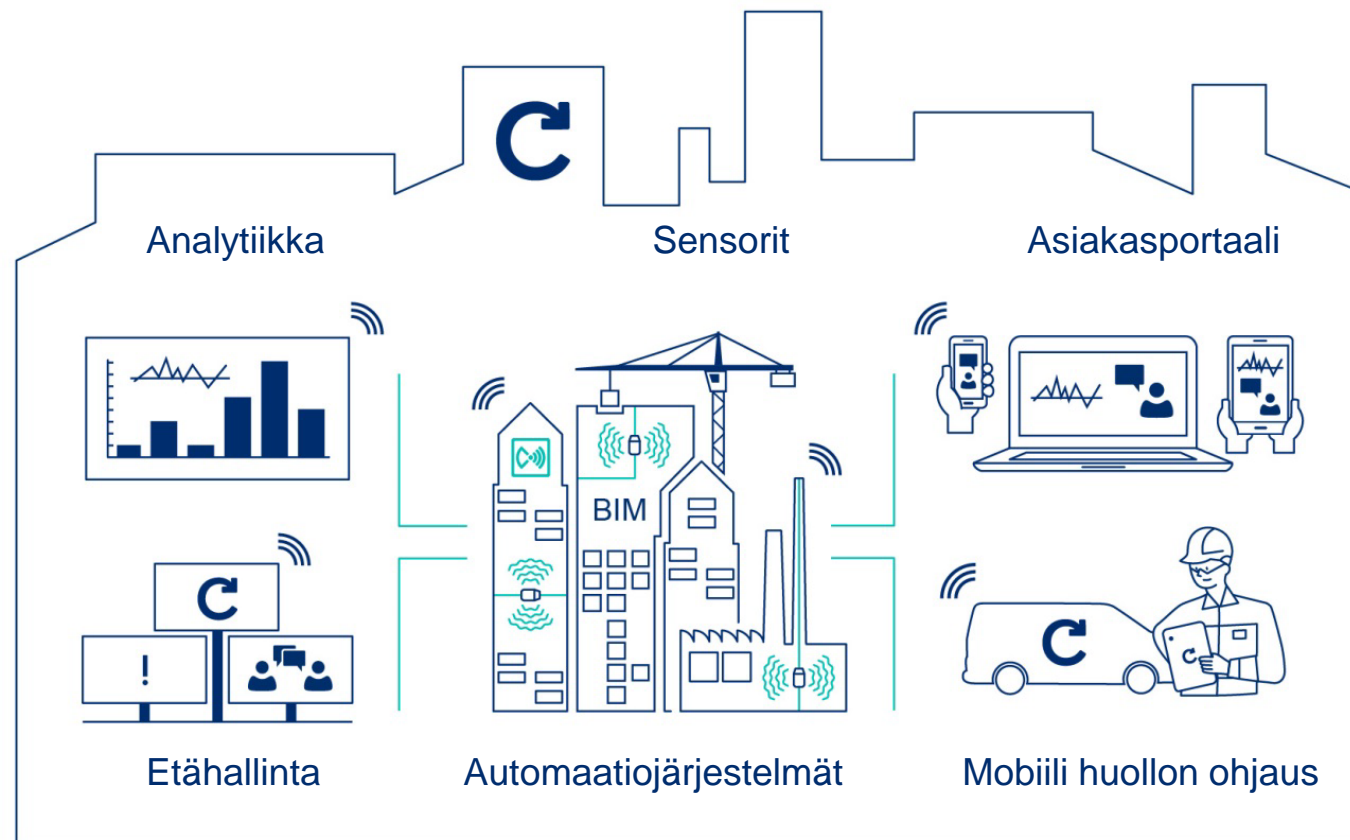 Analytiikka
Sensorit
Asiakasportaali
BIM
!
Etähallinta
Automaatiojärjestelmät
Mobiili huollon ohjaus